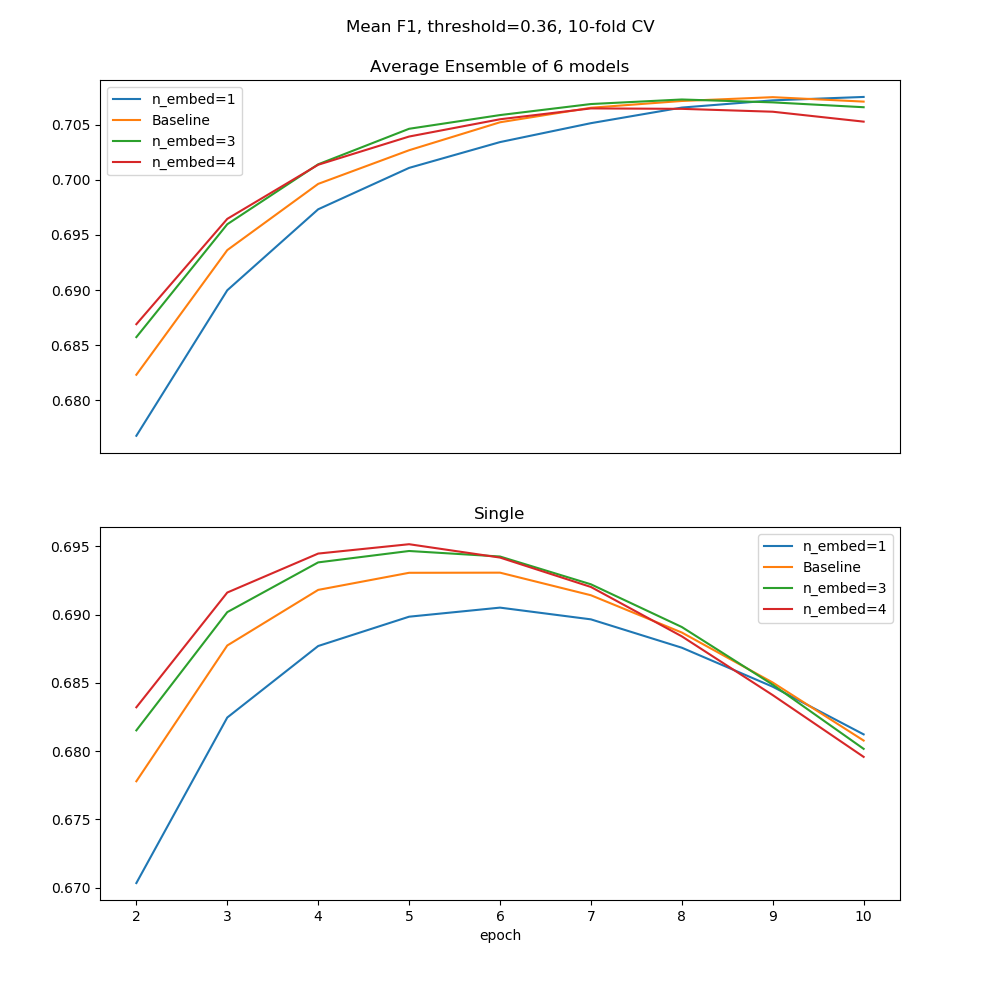 Mean F1, threshold=0.36, 10-fold CV
Average Ensemble of 6 models
n_embed=1
Baseline
n_embed=3
n_embed=4
0.705
0.700
0.695
0.690
0.685
0.680
Single
n_embed=1
Baseline
n_embed=3
n_embed=4
0.695
0.690
0.685
0.680
0.675
0.670
2 3 4 5 6 7 8 9 10
epoch